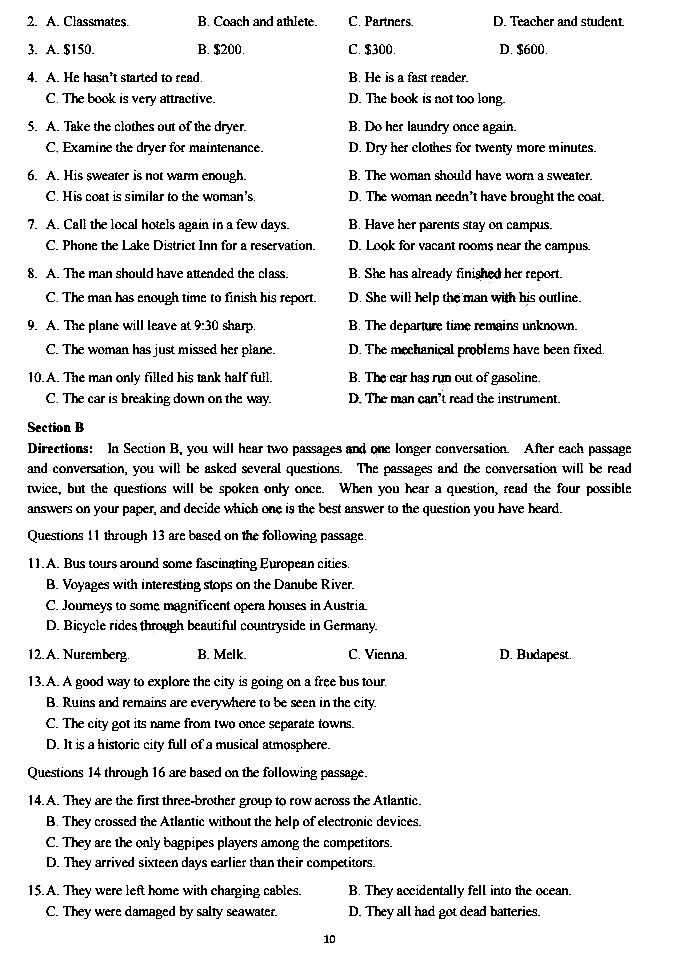 2. A. Classmates. B. Coach and athlete. C. Partners. D. Teacher and student.
3. A. $150. B. $200. C. $300. D. $600.
4. A. He hasn't started to read. B. He is a fast reader.
C. The book is very attractive. D. The book is not too long.
5. A. Take the clothes out of the dryer. B. Do her laundry once again.
C. Examine the dryer for maintenance. D. Dry her clothes for twenty more minutes.
6. A. His sweater is not warm enough. B. The woman should have worn a sweater.
C. His coat is similar to the woman's. D. The woman needn't have brought the coat.
7. A. Call the local hotels again in a few days. B. Have her parents stay on campus.
C. Phone the Lake District Inn for a reservation. D. Look for vacant rooms near the campus.
8. A. The man should have attended the class. B. She has already finished her report.
C. The man has enough time to finish his report. D. She will help the man with his outline.
9. A. The plane will leave at 9:30 sharp. B. The departure time remains unknown.
C. The woman has just missed her plane. D. The mechanical problems have been fixed.
10. A. The man only filled his tank half full. B. The car has run out of gasoline.
C. The car is breaking down on the way. D. The man can't read the instrument.
Section B
Directions: In Section B, you will hear two passages and one longer conversation. After each passage
and conversation, you will be asked several questions. The passages and the conversation will be read
twice, but the questions will be spoken only once. When you hear a question, read the four possible
answers on your paper, and decide which one is the best answer to the question you have heard.
Questions 11 through 13 are based on the following passage.
11. A. Bus tours around some fascinating European cities.
B. Voyages with interesting stops on the Danube River.
C. Journeys to some magnificent opera houses in Austria.
D. Bicycle rides through beautiful countryside in Germany.
12. A. Nuremberg. B. Melk. C. Vienna. D. Budapest.
13. A. A good way to explore the city is going on a free bus tour.
B. Ruins and remains are everywhere to be seen in the city.
C. The city got its name from two once separate towns.
D. It is a historic city full of a musical atmosphere.
Questions 14 through 16 are based on the following passage.
14. A. They are the first three-brother group to row across the Atlantic.
B. They crossed the Atlantic without the help of electronic devices.
C. They are the only bagpipes players among the competitors.
D. They arrived sixteen days earlier than their competitors.
15. A. They were left home with charging cables. B. They accidentally fell into the ocean.
C. They were damaged by salty seawater. D. They all had got dead batteries.
10